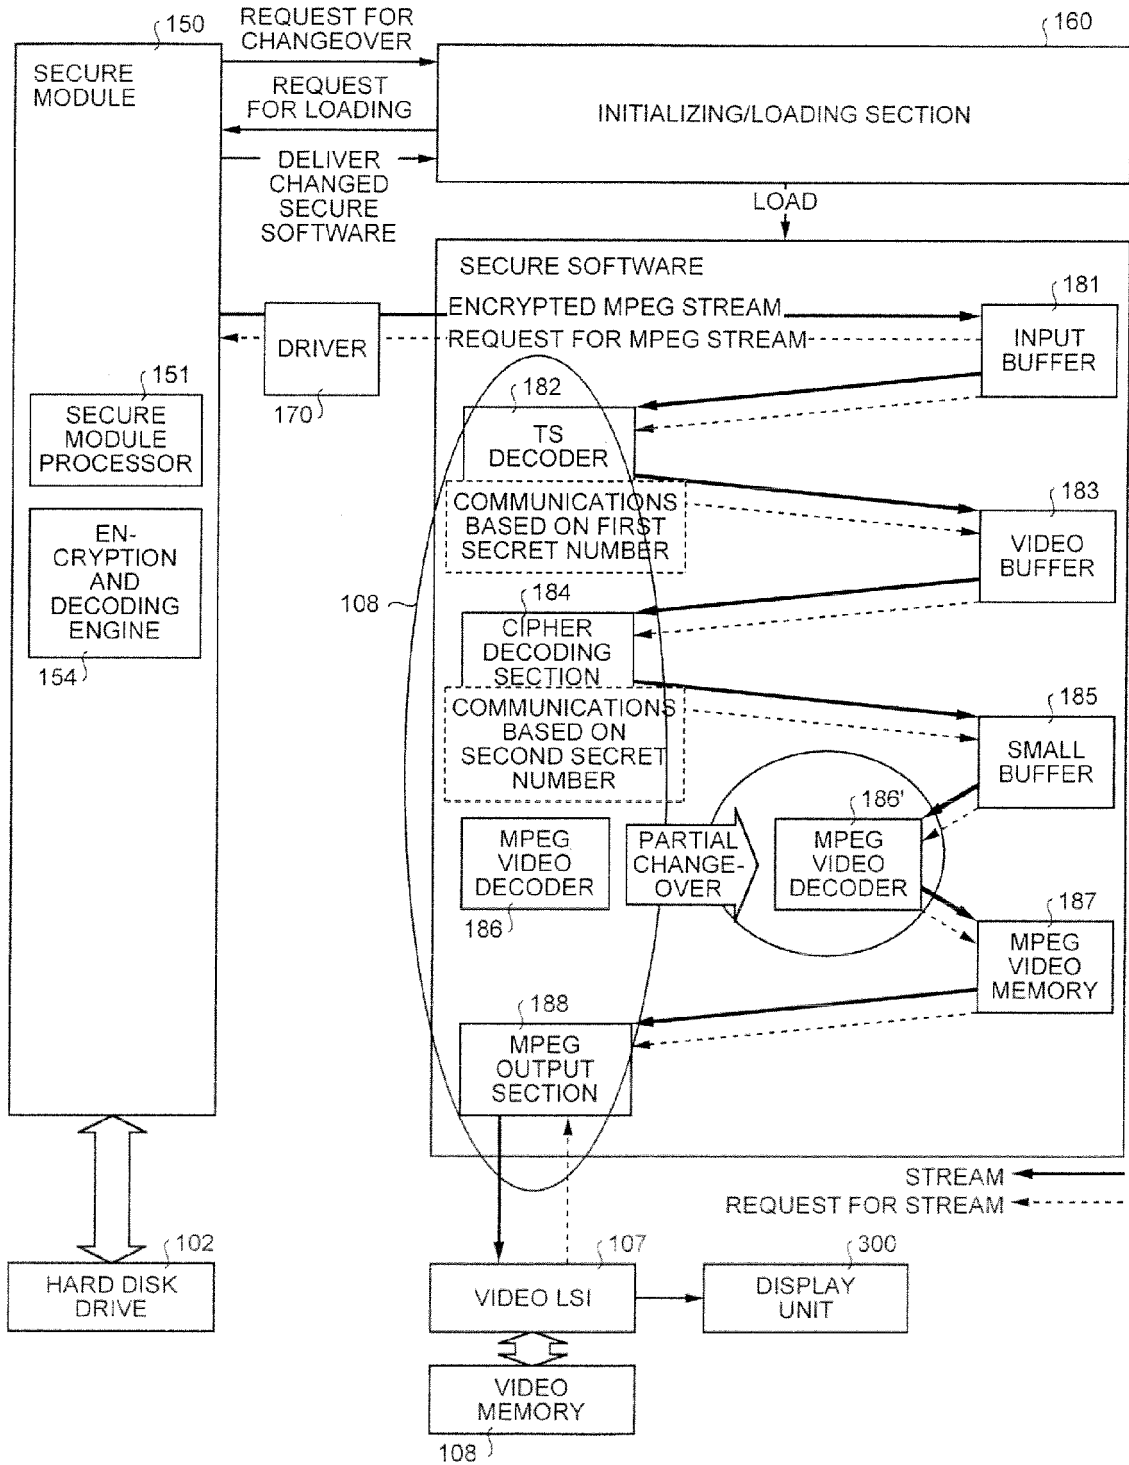 150
REQUEST FOR
CHANGEOVER
160
SECURE
MODULE
REQUEST
FOR LOADING
INITIALIZING/LOADING SECTION
DELIVER
CHANGED
SECURE
SOFTWARE
LOAD
SECURE SOFTWARE
181
ENCRYPTED MPEG STREAM
REQUEST FOR MPEG STREAM
INPUT
BUFFER
DRIVER
170
151
SECURE
MODULE
PROCESSOR
182
TS
DECODER
COMMUNICATIONS
BASED ON FIRST
SECRET NUMBER
183
VIDEO
BUFFER
EN-
CRYPTION
AND
DECODING
ENGINE
154
108
184
CIPHER
DECODING
SECTION
COMMUNICATIONS
BASED ON
SECOND SECRET
NUMBER
185
SMALL
BUFFER
186'
MPEG
VIDEO
DECODER
186
PARTIAL
CHANGE-
OVER
MPEG
VIDEO
DECODER
187
MPEG
VIDEO
MEMORY
188
MPEG
OUTPUT
SECTION
STREAM
REQUEST FOR STREAM
102
HARD DISK
DRIVE
107
VIDEO LSI
300
DISPLAY
UNIT
VIDEO
MEMORY
108